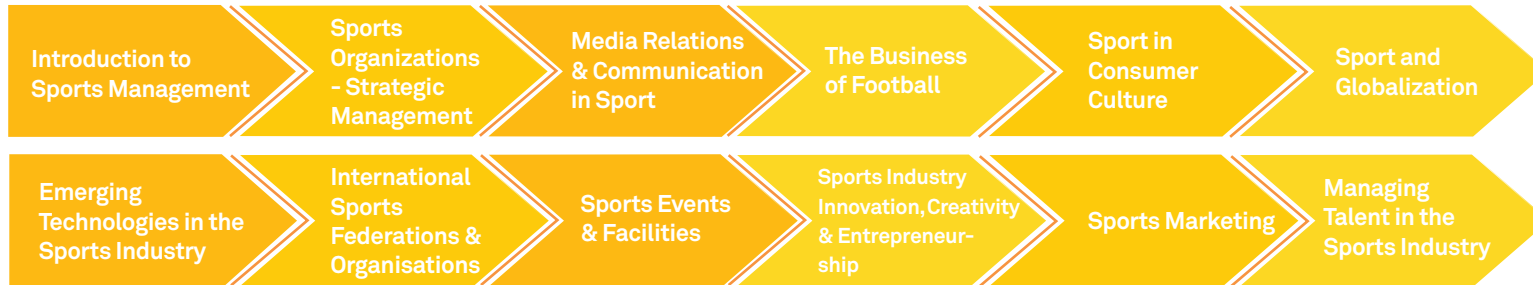 Introduction to
Sports Management
Sports
Organizations
- Strategic
Management
Media Relations
& Communication
in Sport
The Business
of Football
Sport in
Consumer
Culture
Sport and
Globalization
Emerging
Technologies in the
Sports Industry
International
Sports
Federations &
Organisations
Sports Events
& Facilities
Sports Industry
Innovation, Creativity
& Entrepreneur-
ship
Sports Marketing
Managing
Talent in the
Sports Industry